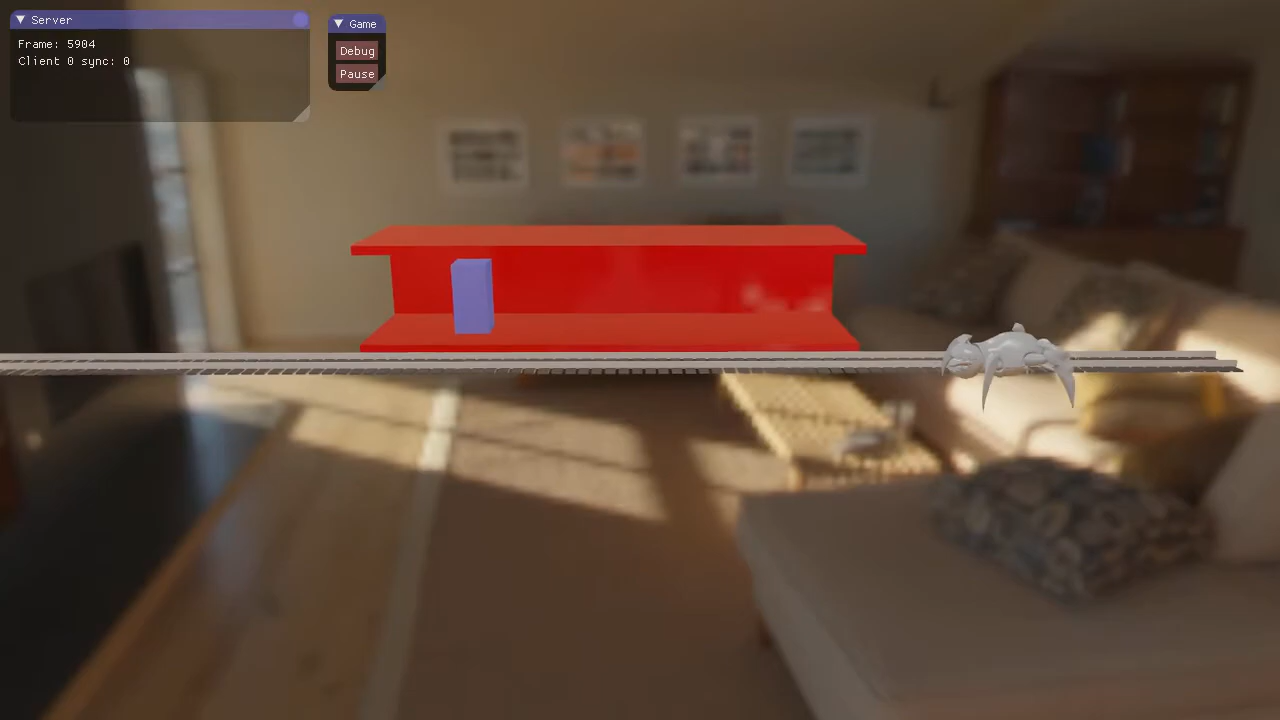 Server
Frame: 5904
Client 0 sync: 0
Game
Debug
Pause